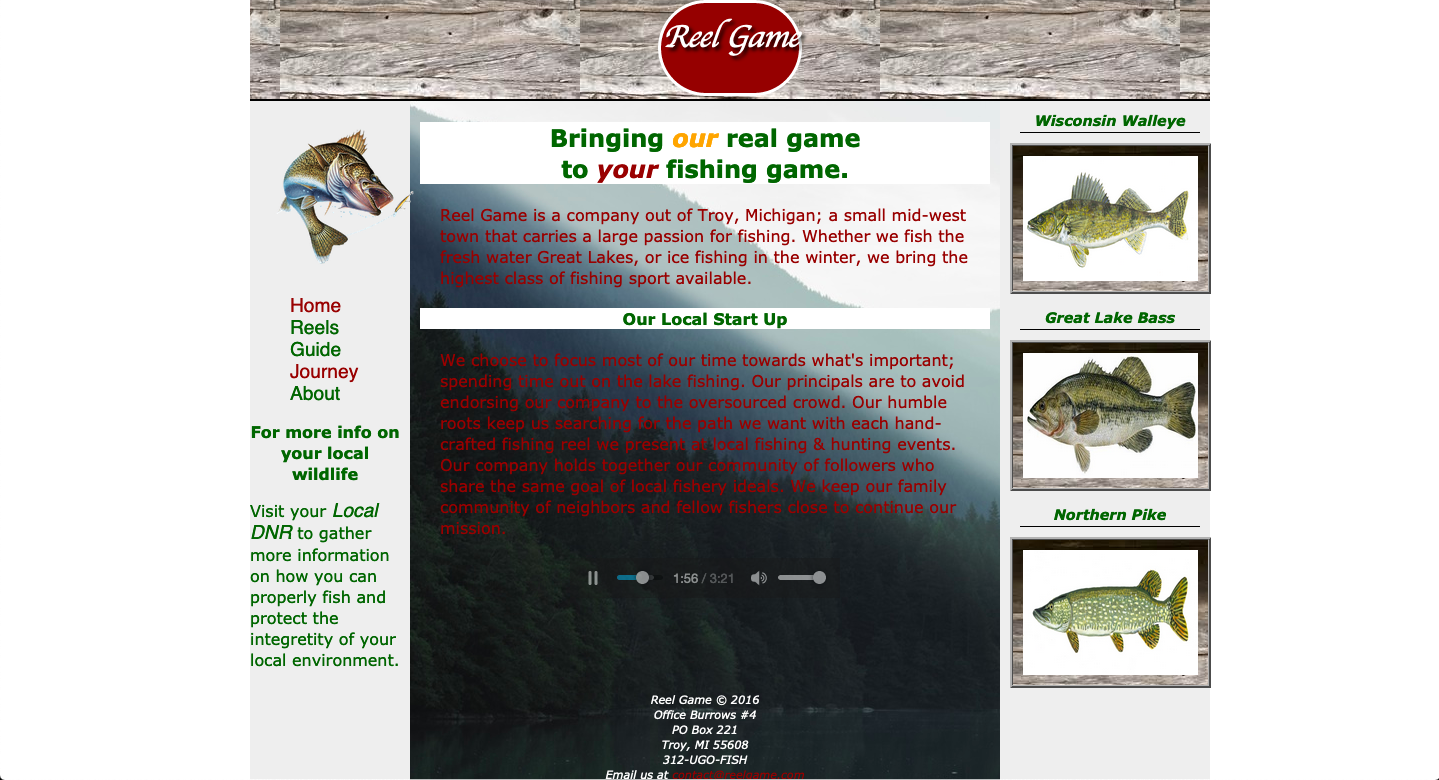 Reel Game
Bringing our real game
to your fishing game.
Reel Game is a company out of Troy, Michigan; a small mid-west
town that carries a large passion for fishing. Whether we fish the
fresh water Great Lakes, or ice fishing in the winter, we bring the
highest class of fishing sport available.
Our Local Start Up
We choose to focus most of our time towards what's important;
spending time out on the lake fishing. Our principals are to avoid
endorsing our company to the oversourced crowd. Our humble
roots keep us searching for the path we want with each hand-
crafted fishing reel we present at local fishing & hunting events.
Our company holds together our community of followers who
share the same goal of local fishery ideals. We keep our family
community of neighbors and fellow fishers close to continue our
mission.
1:56 / 3:21
Reel Game © 2016
Office Burrows #4
PO Box 221
Troy, MI 55608
312-UGO-FISH
Email us at contact@reelgame.com
Home
Reels
Guide
Journey
About
For more info on
your local
wildlife
Visit your Local
DNR to gather
more information
on how you can
properly fish and
protect the
integretity of your
local environment.
Wisconsin Walleye
Great Lake Bass
Northern Pike